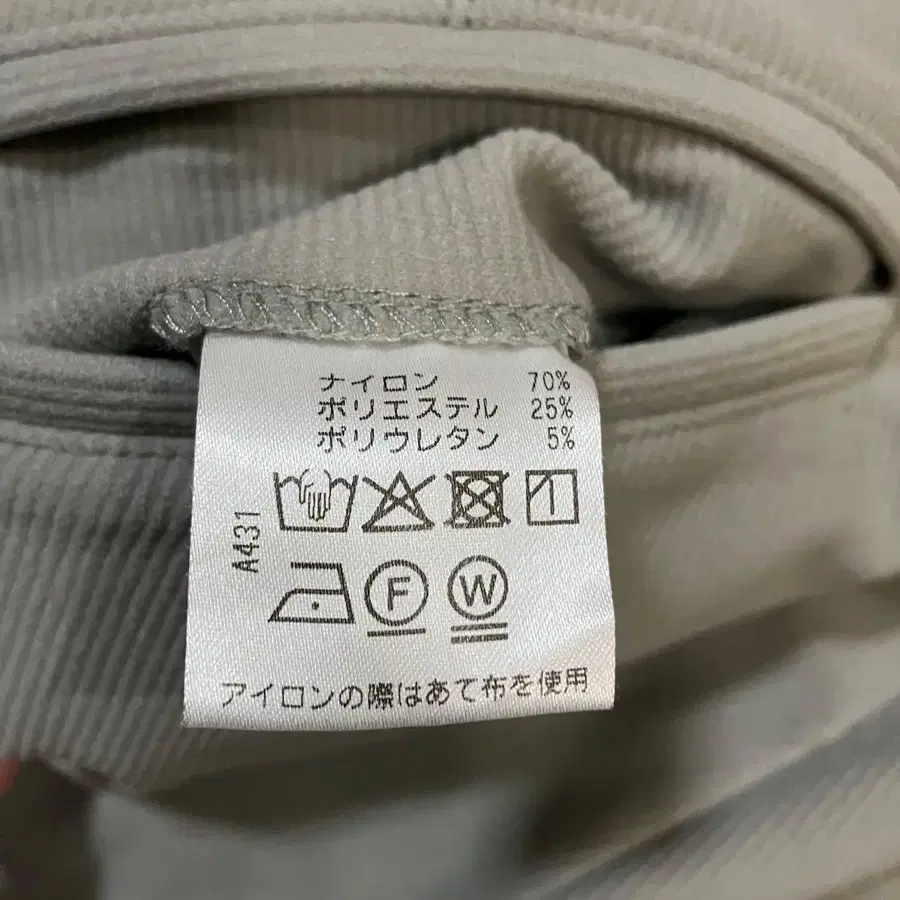 ナイロン 70%
ポリエステル 25%
ポリウレタン 5%
A431
F
W
アイロンの際はあて布を使用